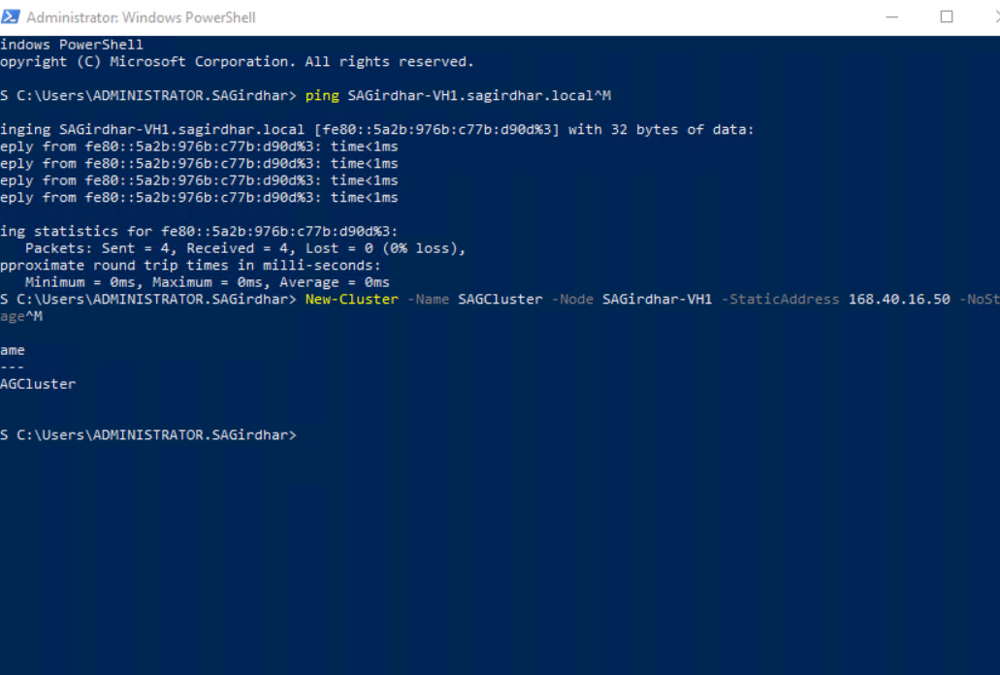 Administrator: Windows PowerShell
indows PowerShell
opyright (C) Microsoft Corporation. All rights reserved.
S C:\Users\ADMINISTRATOR.SAGirdhar> ping SAGirdhar-VH1.sagirdhar.local^M
inging SAGirdhar-VH1.sagirdhar.local [fe80::5a2b:976b:c77b:d90d%3] with 32 bytes of data:
eply from fe80::5a2b:976b:c77b:d90d%3: time<1ms
eply from fe80::5a2b:976b:c77b:d90d%3: time<1ms
eply from fe80::5a2b:976b:c77b:d90d%3: time<1ms
eply from fe80::5a2b:976b:c77b:d90d%3: time<1ms
ing statistics for fe80::5a2b:976b:c77b:d90d%3:
    Packets: Sent = 4, Received = 4, Lost = 0 (0% loss),
pproximate round trip times in milli-seconds:
    Minimum = 0ms, Maximum = 0ms, Average = 0ms
S C:\Users\ADMINISTRATOR.SAGirdhar> New-Cluster -Name SAGCluster -Node SAGirdhar-VH1 -StaticAddress 168.40.16.50 -NoSt
age^M
ame
---
AGCluster
S C:\Users\ADMINISTRATOR.SAGirdhar>